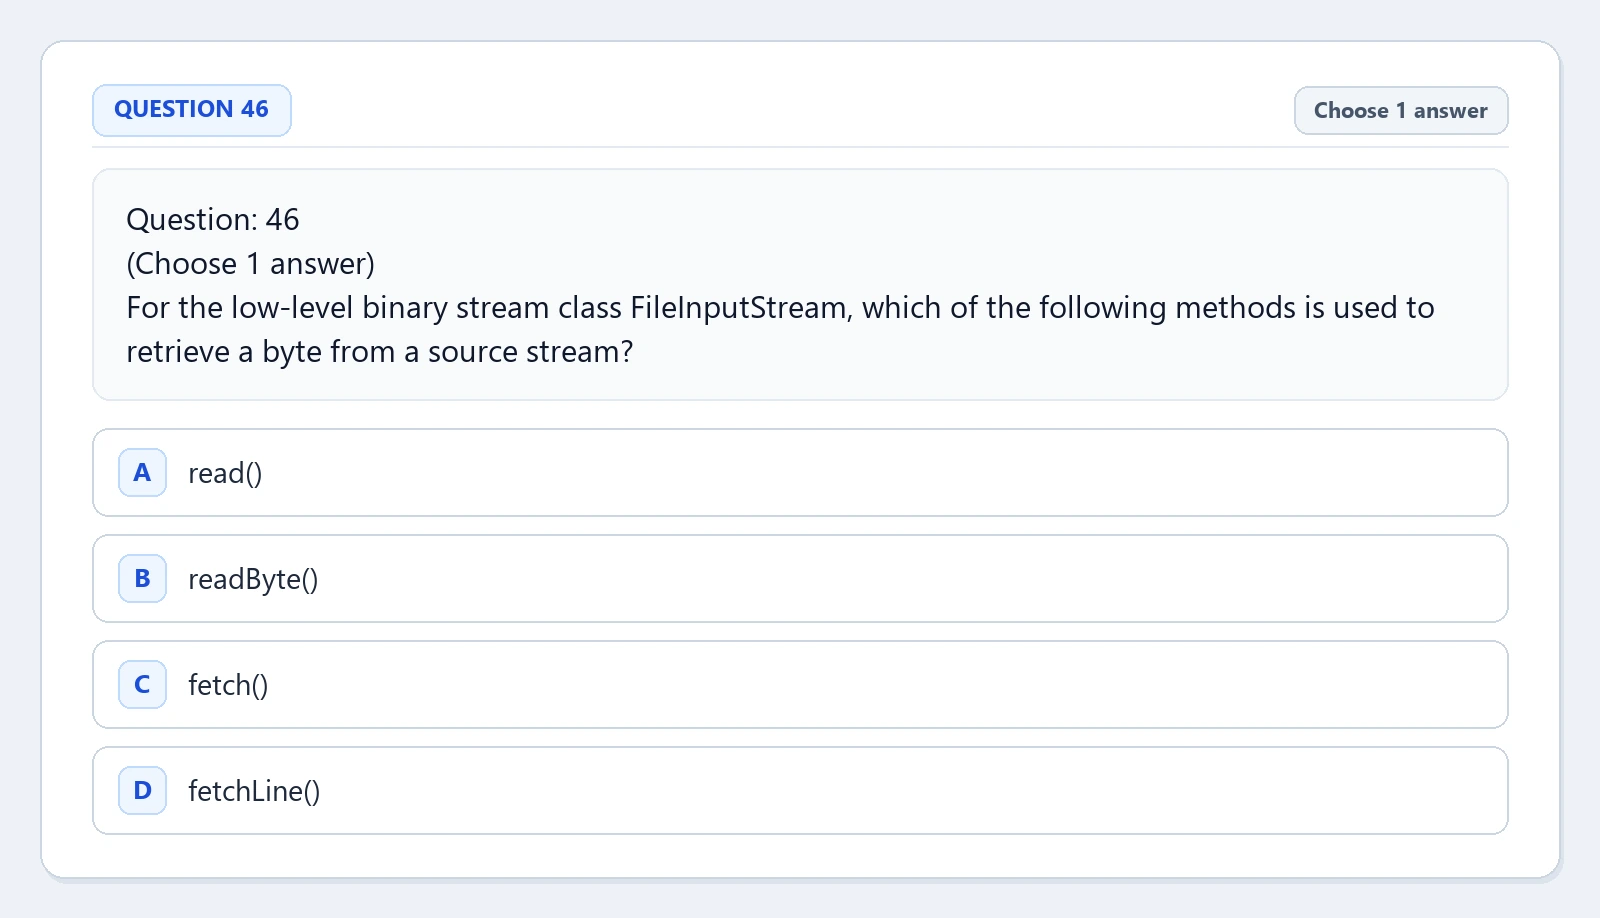 QUESTION 46
Choose 1 answer
Question: 46
(Choose 1 answer)
For the low-level binary stream class FileInputStream, which of the following methods is used to
retrieve a byte from a source stream?
A read()
B readByte()
C fetch()
D fetchLine()